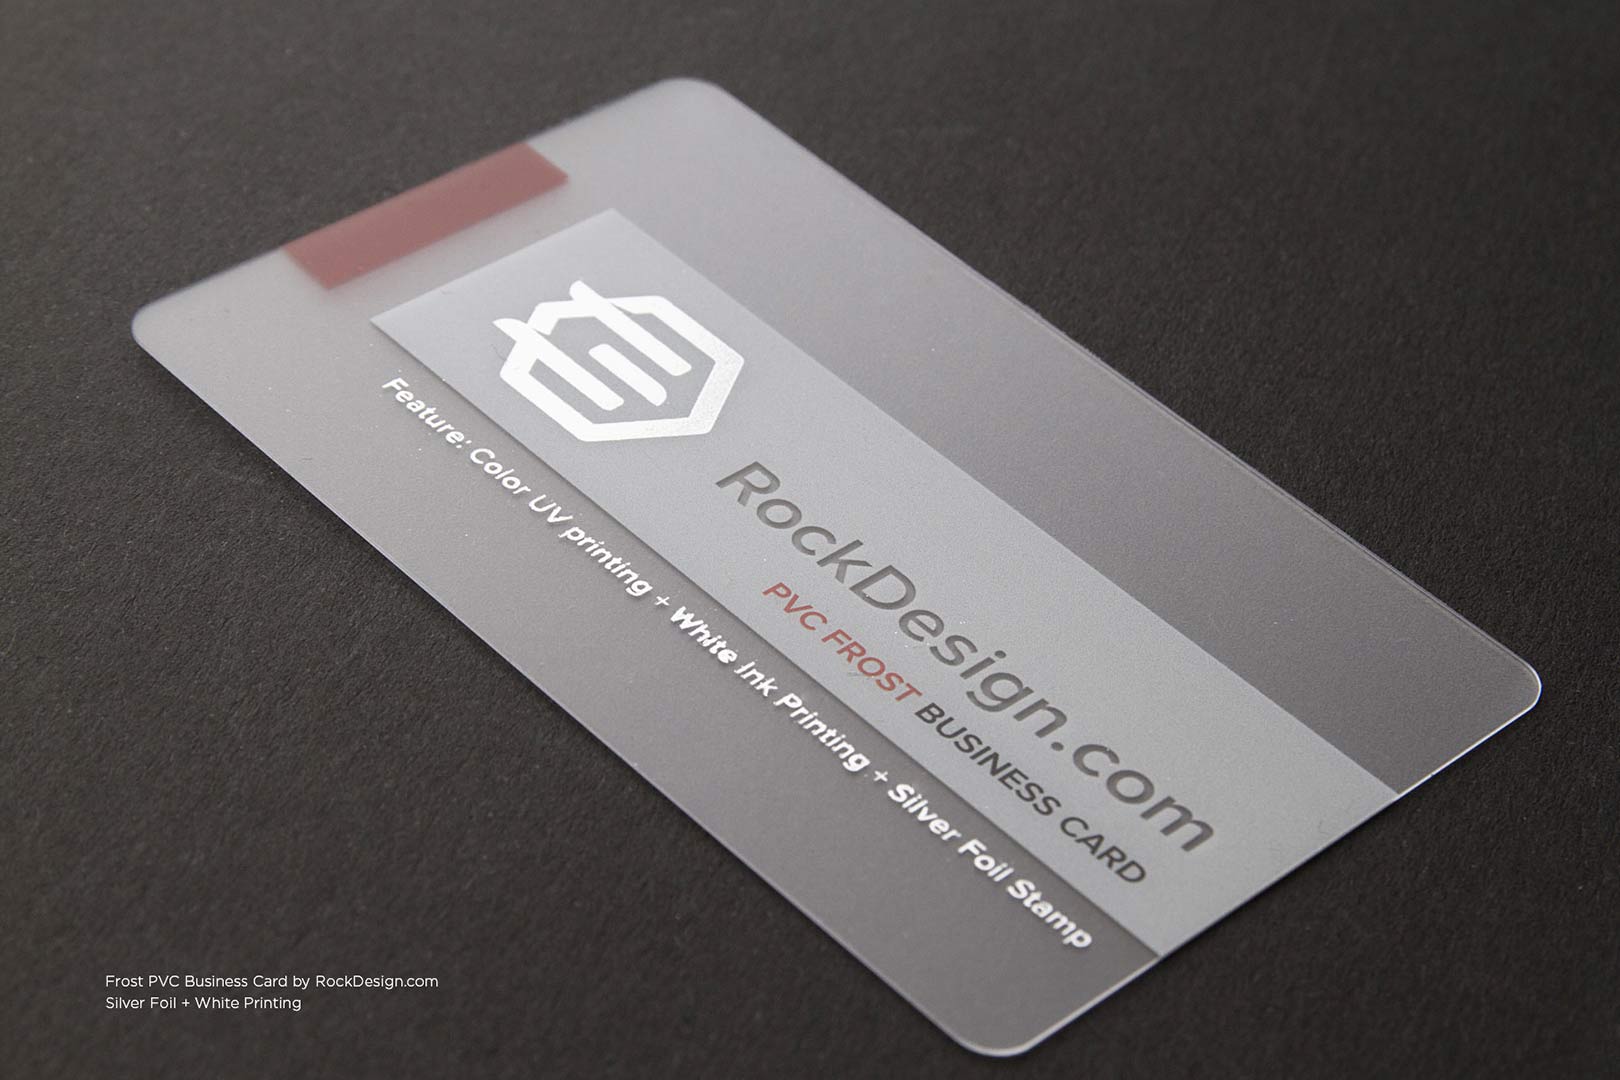 RockDesign.com
PVC FROST BUSINESS CARD
Feature: Color UV printing + White Ink Printing + Silver Foil Stamp
Frost PVC Business Card by RockDesign.com
Silver Foil + White Printing